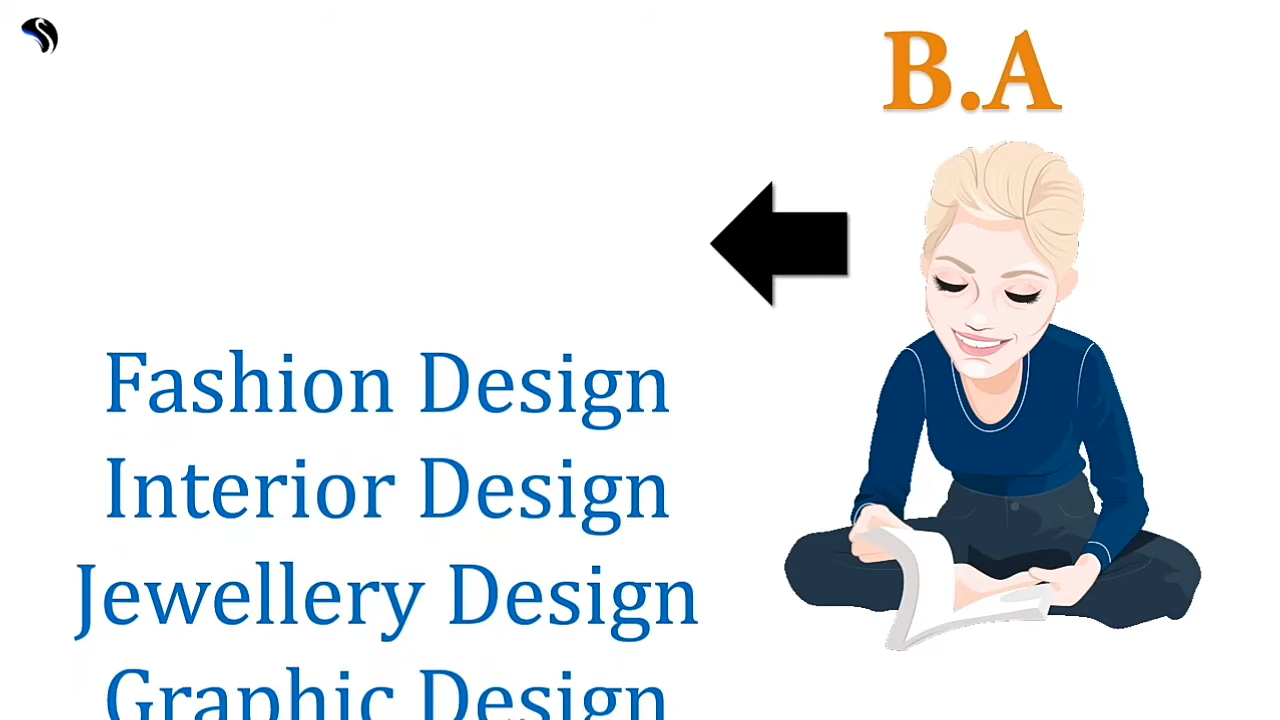 B.A
Fashion Design
Interior Design
Jewellery Design
Graphic Design